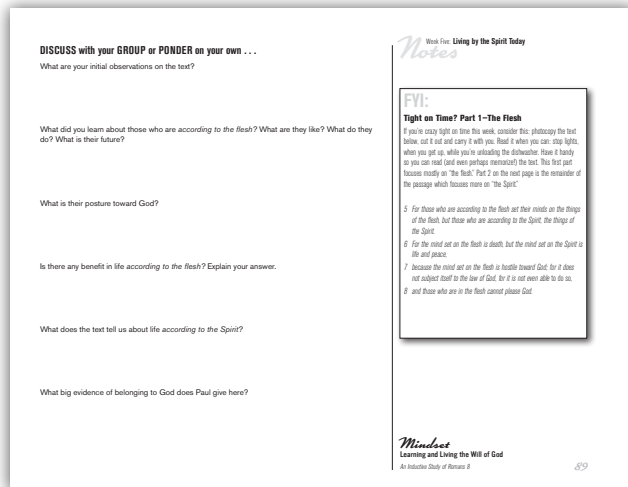 DISCUSS with your GROUP or PONDER on your own . . .
What are your initial observations on the text?
What did you learn about those who are according to the flesh? What are they like? What do they
do? What is their future?
What is their posture toward God?
Is there any benefit in life according to the flesh? Explain your answer.
What does the text tell us about life according to the Spirit?
What big evidence of belonging to God does Paul give here?
Week Five: Living by the Spirit Today
Notes
FYI:
Tight on Time? Part 1–The Flesh
If you're crazy tight on time this week, consider this: photocopy the text
below, cut it out and carry it with you. Read it when you can: stop lights,
when you get up, while you're unloading the dishwasher. Have it handy
so you can read (and even perhaps memorize!) the text. This first part
focuses mostly on "the flesh." Part 2 on the next page is the remainder of
the passage which focuses more on "the Spirit."
5 For those who are according to the flesh set their minds on the things
of the flesh, but those who are according to the Spirit, the things of
the Spirit.
6 For the mind set on the flesh is death, but the mind set on the Spirit is
life and peace,
7 because the mind set on the flesh is hostile toward God; for it does
not subject itself to the law of God, for it is not even able to do so,
8 and those who are in the flesh cannot please God.
Mindset
Learning and Living the Will of God
An Inductive Study of Romans 8
89